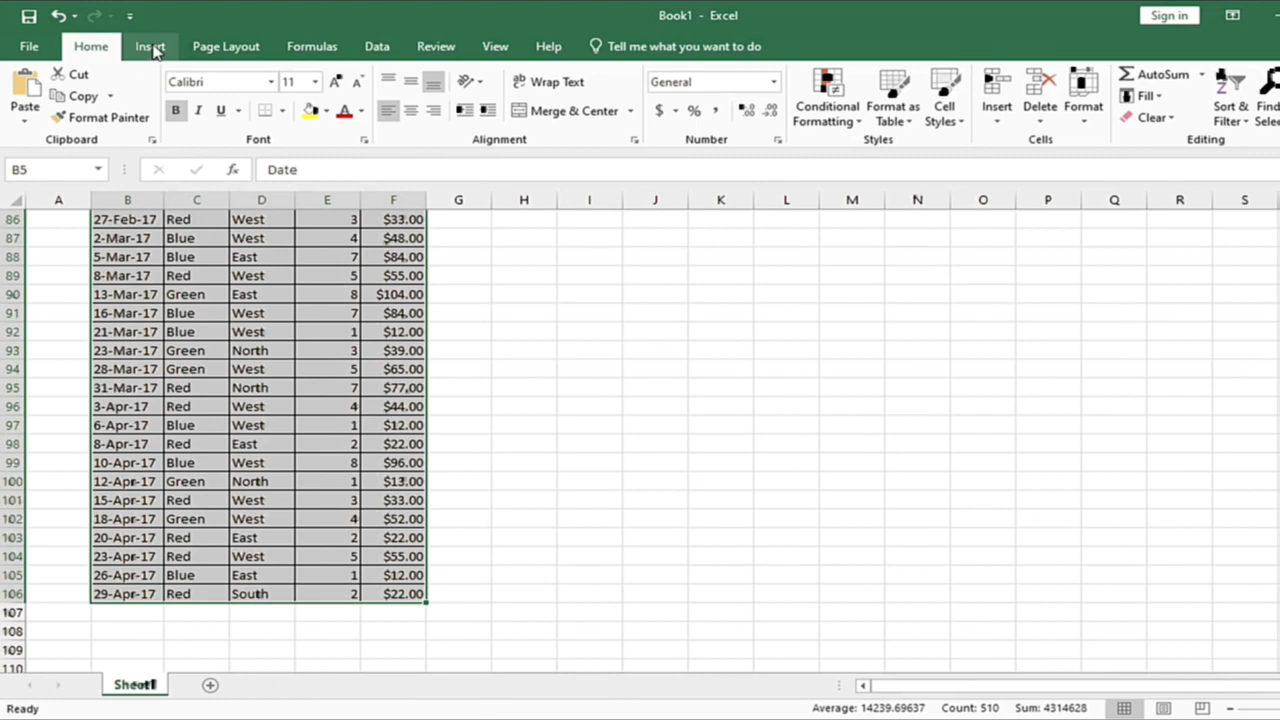 Book1 - Excel
Sign in
File Home Insert Page Layout Formulas Data Review View Help Tell me what you want to do
Paste
Cut
Copy
Format Painter
Clipboard
Calibri 11
B I U
Font
Wrap Text
Merge & Center
Alignment
General
$ % ,
Number
Conditional Formatting
Format as Table
Cell Styles
Styles
Insert Delete Format
Cells
AutoSum
Fill
Clear
Sort & Filter
Editing
B5 fx Date
A B C D E F G H I J K L M N O P Q R S
86 27-Feb-17 Red West 3 $33.00
87 2-Mar-17 Blue West 4 $48.00
88 5-Mar-17 Blue East 7 $84.00
89 8-Mar-17 Red West 5 $55.00
90 13-Mar-17 Green East 8 $104.00
91 16-Mar-17 Blue West 7 $84.00
92 21-Mar-17 Blue West 1 $12.00
93 23-Mar-17 Green North 3 $39.00
94 28-Mar-17 Green West 5 $65.00
95 31-Mar-17 Red North 7 $77.00
96 3-Apr-17 Red West 4 $44.00
97 6-Apr-17 Blue West 1 $12.00
98 8-Apr-17 Red East 2 $22.00
99 10-Apr-17 Blue West 8 $96.00
100 12-Apr-17 Green North 1 $13.00
101 15-Apr-17 Red West 3 $33.00
102 18-Apr-17 Green West 4 $52.00
103 20-Apr-17 Red East 2 $22.00
104 23-Apr-17 Red West 5 $55.00
105 26-Apr-17 Blue East 1 $12.00
106 29-Apr-17 Red South 2 $22.00
107
108
109
110
Sheet1
Ready Average: 14239.69637 Count: 510 Sum: 4314628